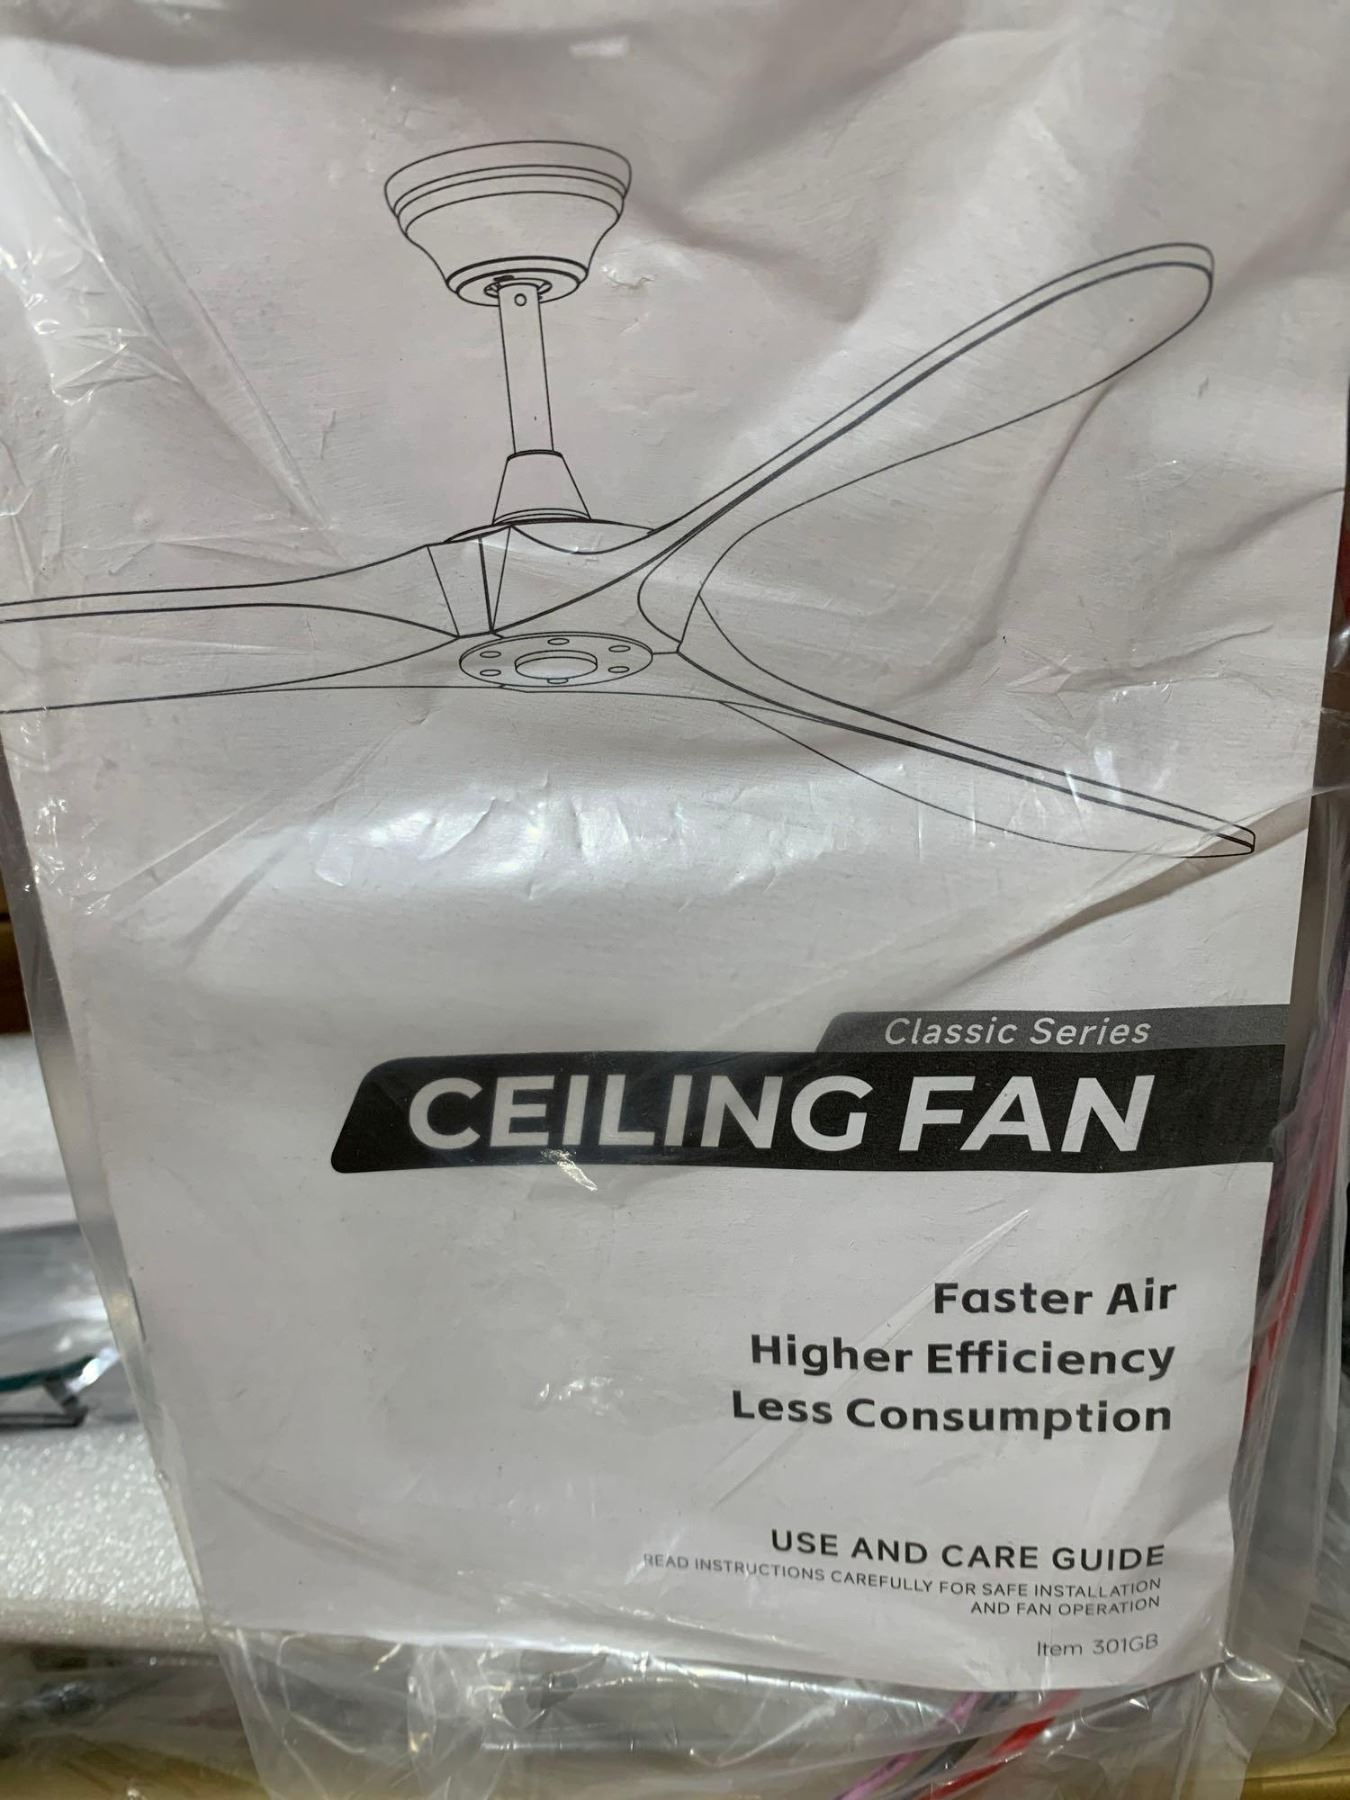 Classic Series
CEILING FAN
Faster Air
Higher Efficiency
Less Consumption
USE AND CARE GUIDE
READ INSTRUCTIONS CAREFULLY FOR SAFE INSTALLATION
AND FAN OPERATION
Item 301GB